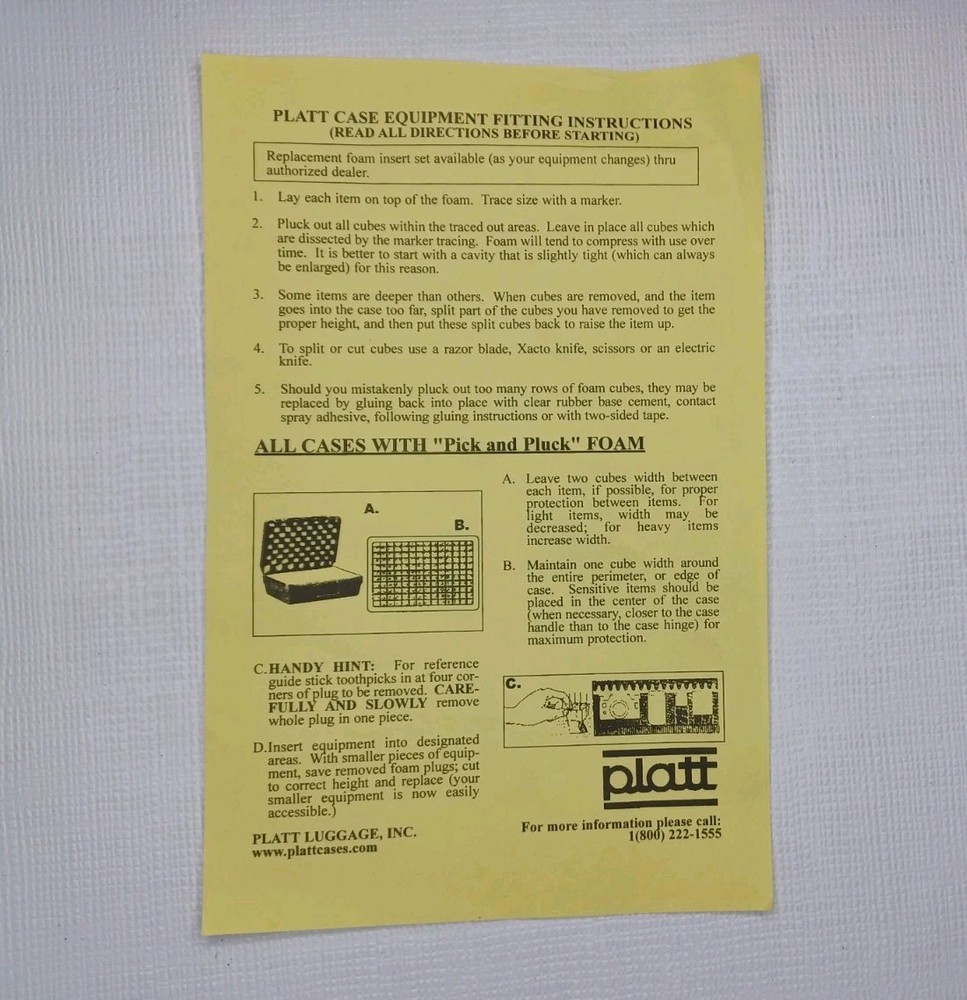 PLATT CASE EQUIPMENT FITTING INSTRUCTIONS
(READ ALL DIRECTIONS BEFORE STARTING)
Replacement foam insert set available (as your equipment changes) thru
authorized dealer.
1. Lay each item on top of the foam. Trace size with a marker.
2. Pluck out all cubes within the traced out areas. Leave in place all cubes which
are dissected by the marker tracing. Foam will tend to compress with use over
time. It is better to start with a cavity that is slightly tight (which can always
be enlarged) for this reason.
3. Some items are deeper than others. When cubes are removed, and the item
goes into the case too far, split part of the cubes you have removed to get the
proper height, and then put these split cubes back to raise the item up.
4. To split or cut cubes use a razor blade, Xacto knife, scissors or an electric
knife.
5. Should you mistakenly pluck out too many rows of foam cubes, they may be
replaced by gluing back into place with clear rubber base cement, contact
spray adhesive, following gluing instructions or with two-sided tape.
ALL CASES WITH "Pick and Pluck" FOAM
A.
B.
A. Leave two cubes width between
each item, if possible, for proper
protection between items. For
light items, width may be
decreased; for heavy items
increase width.
B. Maintain one cube width around
the entire perimeter, or edge of
case. Sensitive items should be
placed in the center of the case
(when necessary, closer to the case
handle than to the case hinge) for
maximum protection.
C. HANDY HINT: For reference
guide stick toothpicks in at four cor-
ners of plug to be removed. CARE-
FULLY AND SLOWLY remove
whole plug in one piece.
D. Insert equipment into designated
areas. With smaller pieces of equip-
ment, save removed foam plugs; cut
to correct height and replace (your
smaller equipment is now easily
accessible.)
C.
platt
PLATT LUGGAGE, INC.
www.plattcases.com
For more information please call:
1(800) 222-1555